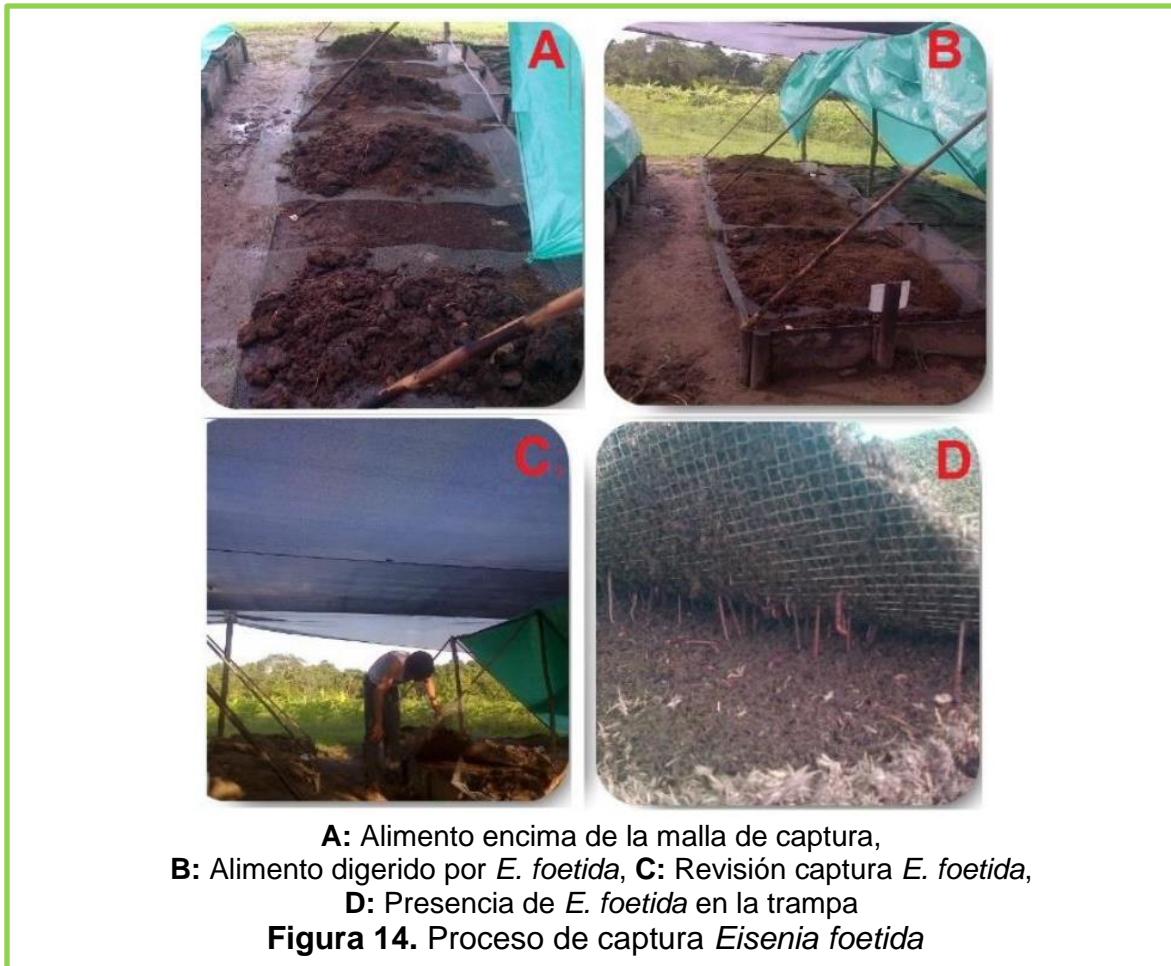 A
B
C
D
A: Alimento encima de la malla de captura,
B: Alimento digerido por E. foetida, C: Revisión captura E. foetida,
D: Presencia de E. foetida en la trampa
Figura 14. Proceso de captura Eisenia foetida